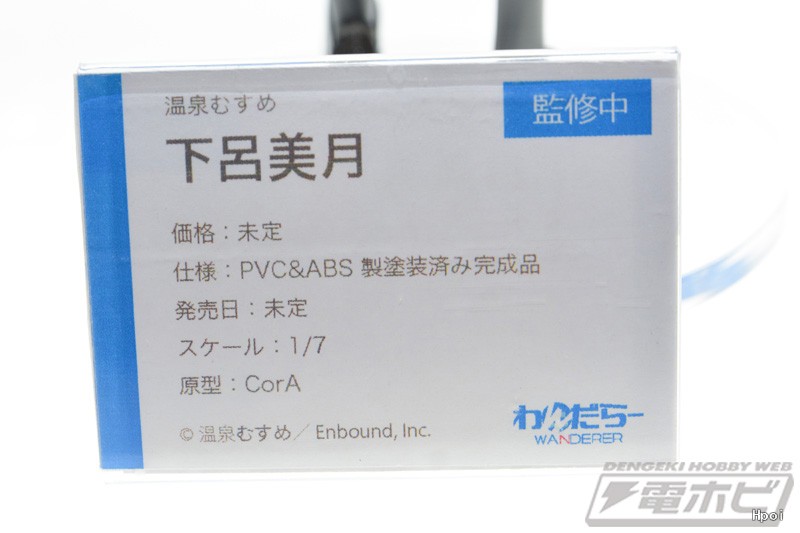 温泉むすめ
監修中
下呂美月
価格：未定
仕様：PVC&ABS 製塗装済み完成品
発売日：未定
スケール：1/7
原型：CorA
© 温泉むすめ／ Enbound, Inc.
わんだらー
WANDERER
DENGEKI HOBBY WEB
電ホビ
Hpoi